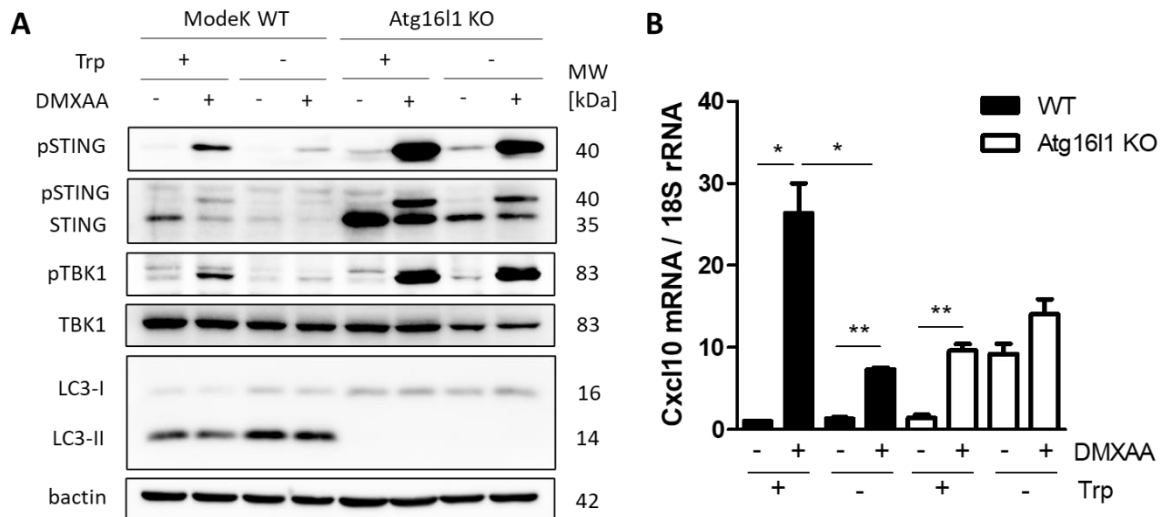 A
ModeK WT Atg16l1 KO
Trp + - + -
MW
[kDa]
DMXAA - + - + - + - +
pSTING 40
pSTING 40
STING 35
pTBK1 83
TBK1 83
LC3-I 16
LC3-II 14
bactin 42
B
Cxcl10 mRNA / 18S rRNA
40
30
20
10
0
WT
Atg16l1 KO
* *
** **
- + - + - + - + DMXAA
+ - + - Trp